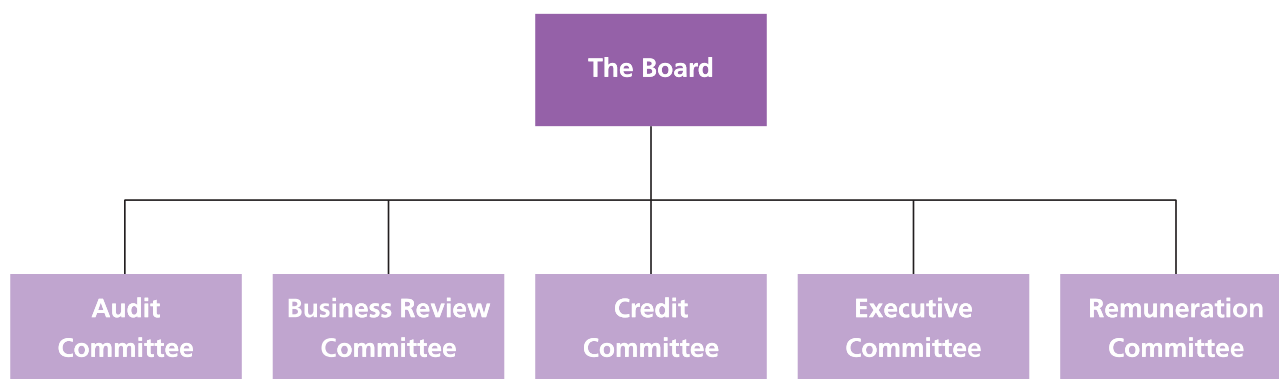 The Board
Audit
Committee
Business Review
Committee
Credit
Committee
Executive
Committee
Remuneration
Committee